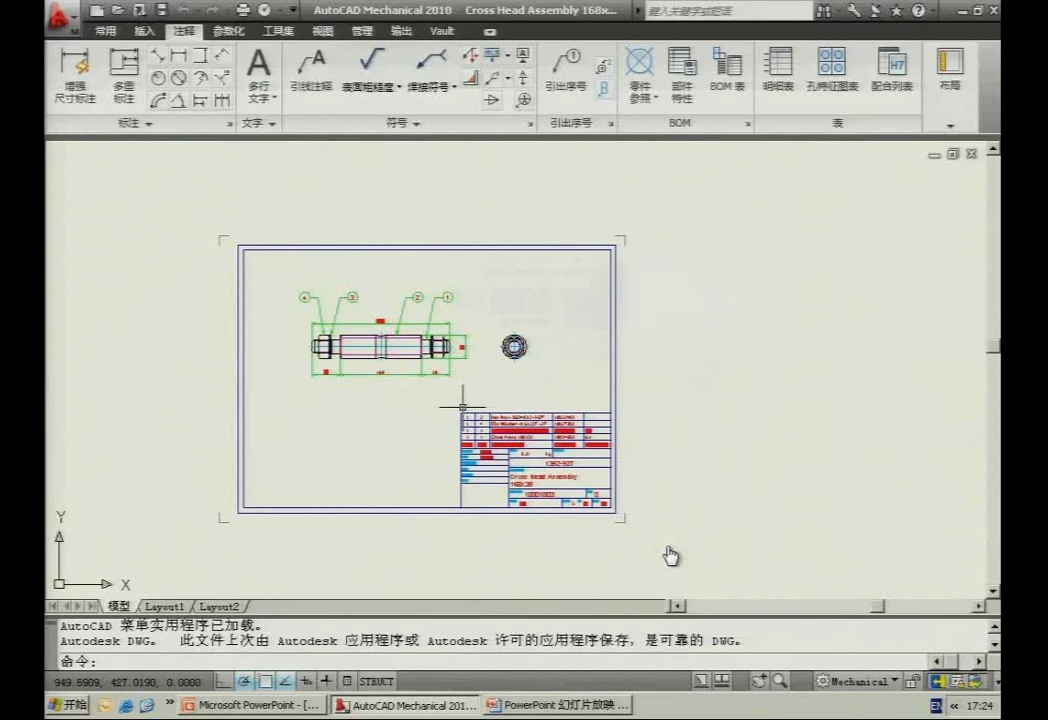 AutoCAD Mechanical 2010 Cross Head Assembly 168x...
键入关键字或短语
常用 插入 注释 参数化 工具集 视图 管理 输出 Vault
增强
尺寸标注
多重
标注
多行
文字
引线注释
表面粗糙度
焊接符号
引出序号
零件
参照
部件
特性
BOM 表
明细表
孔特征图表
H7
配合列表
布局
标注
文字
符号
引出序号
BOM
表
4 3 2 1
Cross Head Assembly
Y
X
模型 Layout1 Layout2
AutoCAD 菜单实用程序已加载。
Autodesk DWG。 此文件上次由 Autodesk 应用程序或 Autodesk 许可的应用程序保存，是可靠的 DWG。
命令:
949.6909, 427.0190, 0.0000
STRUCT
Mechanical
开始
Microsoft PowerPoint - [...
AutoCAD Mechanical 201...
PowerPoint 幻灯片放映 ...
EN
17:24